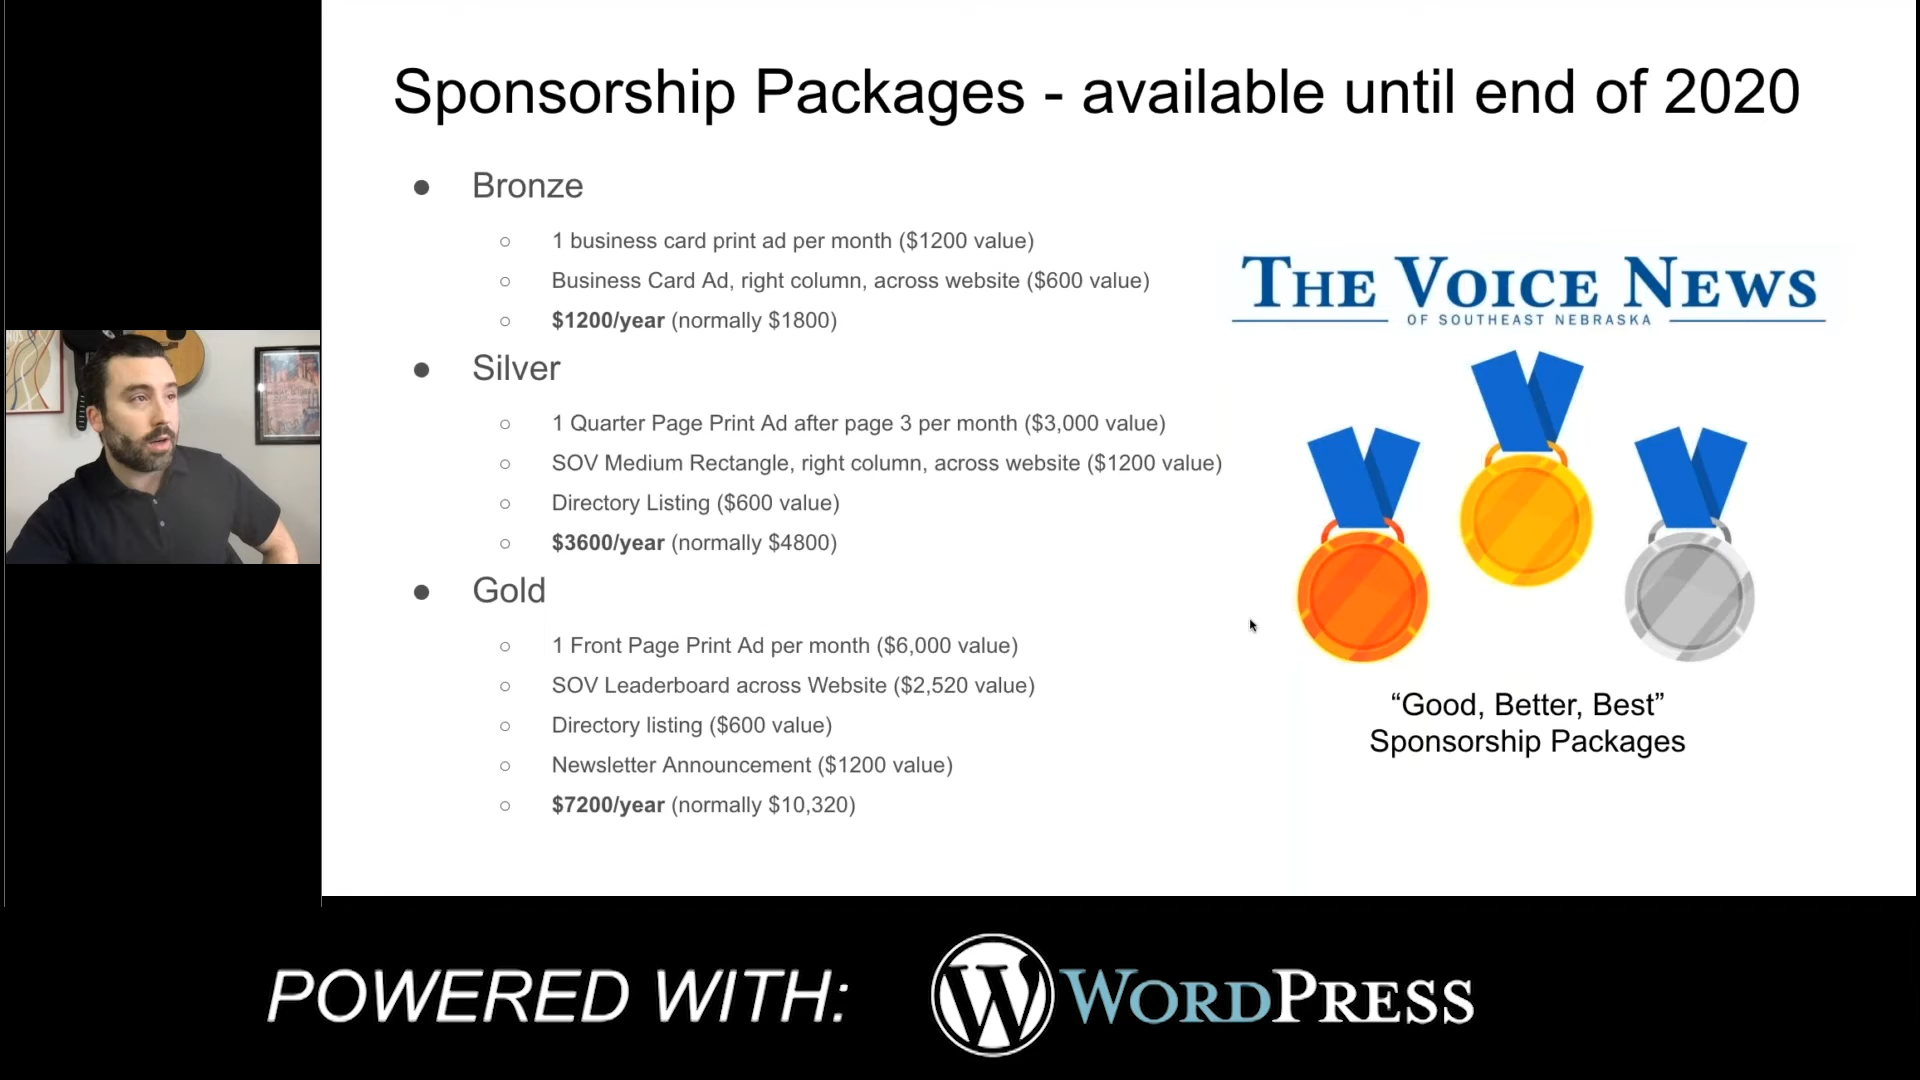 Sponsorship Packages - available until end of 2020
● Bronze
○ 1 business card print ad per month ($1200 value)
○ Business Card Ad, right column, across website ($600 value)
○ $1200/year (normally $1800)
● Silver
○ 1 Quarter Page Print Ad after page 3 per month ($3,000 value)
○ SOV Medium Rectangle, right column, across website ($1200 value)
○ Directory Listing ($600 value)
○ $3600/year (normally $4800)
● Gold
○ 1 Front Page Print Ad per month ($6,000 value)
○ SOV Leaderboard across Website ($2,520 value)
○ Directory listing ($600 value)
○ Newsletter Announcement ($1200 value)
○ $7200/year (normally $10,320)
THE VOICE NEWS
OF SOUTHEAST NEBRASKA
“Good, Better, Best”
Sponsorship Packages
POWERED WITH:
WORDPRESS